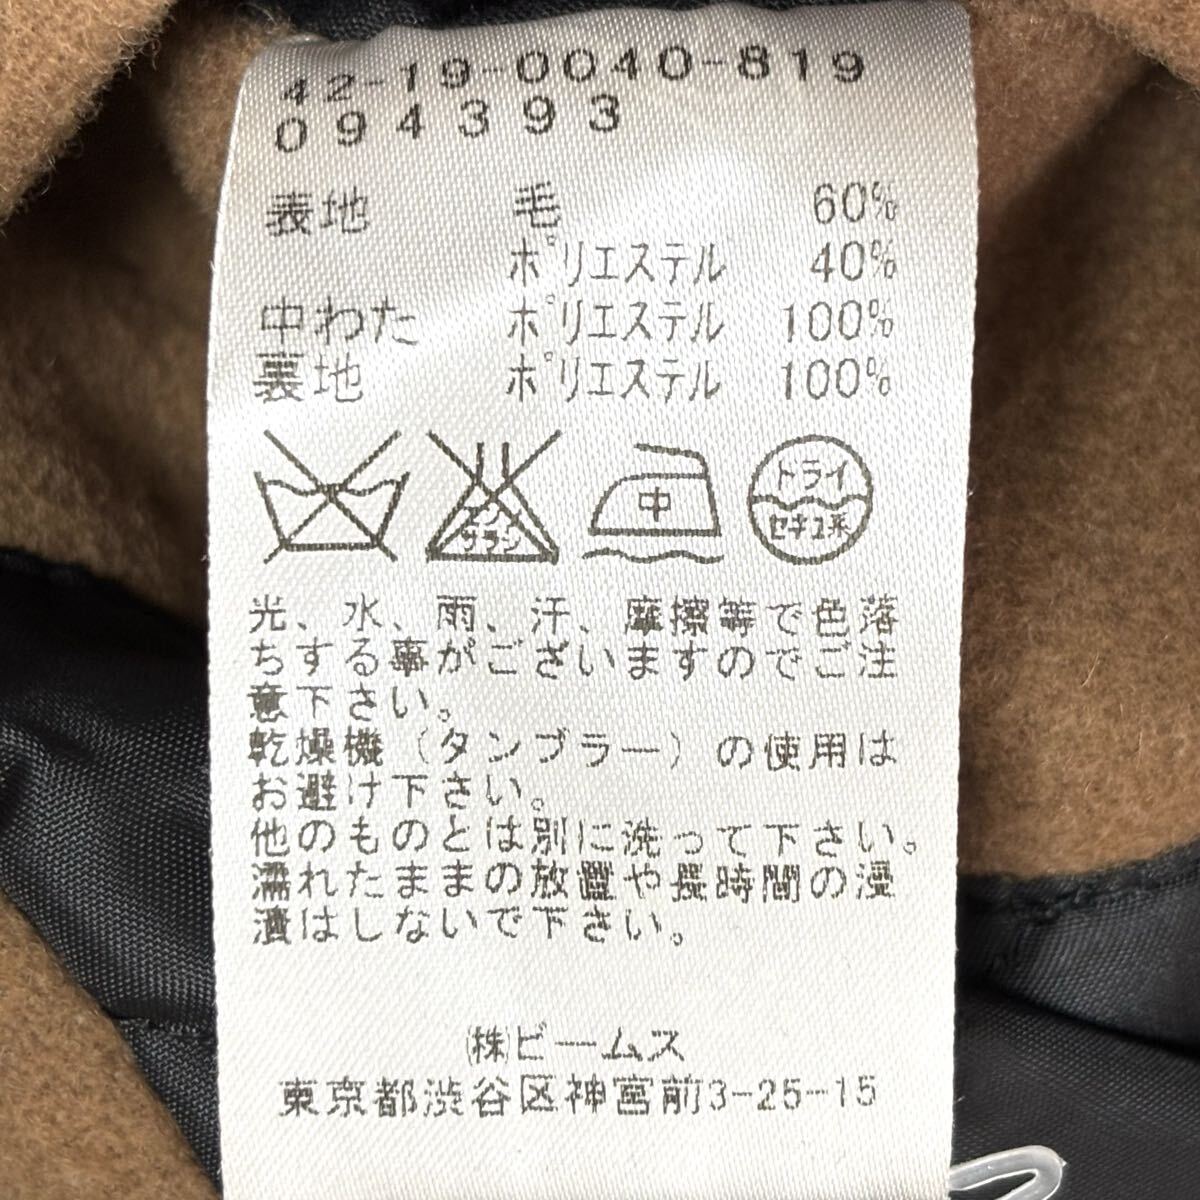 42-19-0040-819
094393
表地 毛 60%
ポリエステル 40%
中わた ポリエステル 100%
裏地 ポリエステル 100%
エンソサラシ 中 ドライ セキユ系
光、水、雨、汗、摩擦等で色落
ちする事がございますのでご注
意下さい。
乾燥機（タンブラー）の使用は
お避け下さい。
他のものとは別に洗って下さい。
濡れたままの放置や長時間の浸
漬はしないで下さい。
㈱ビームス
東京都渋谷区神宮前3-25-15